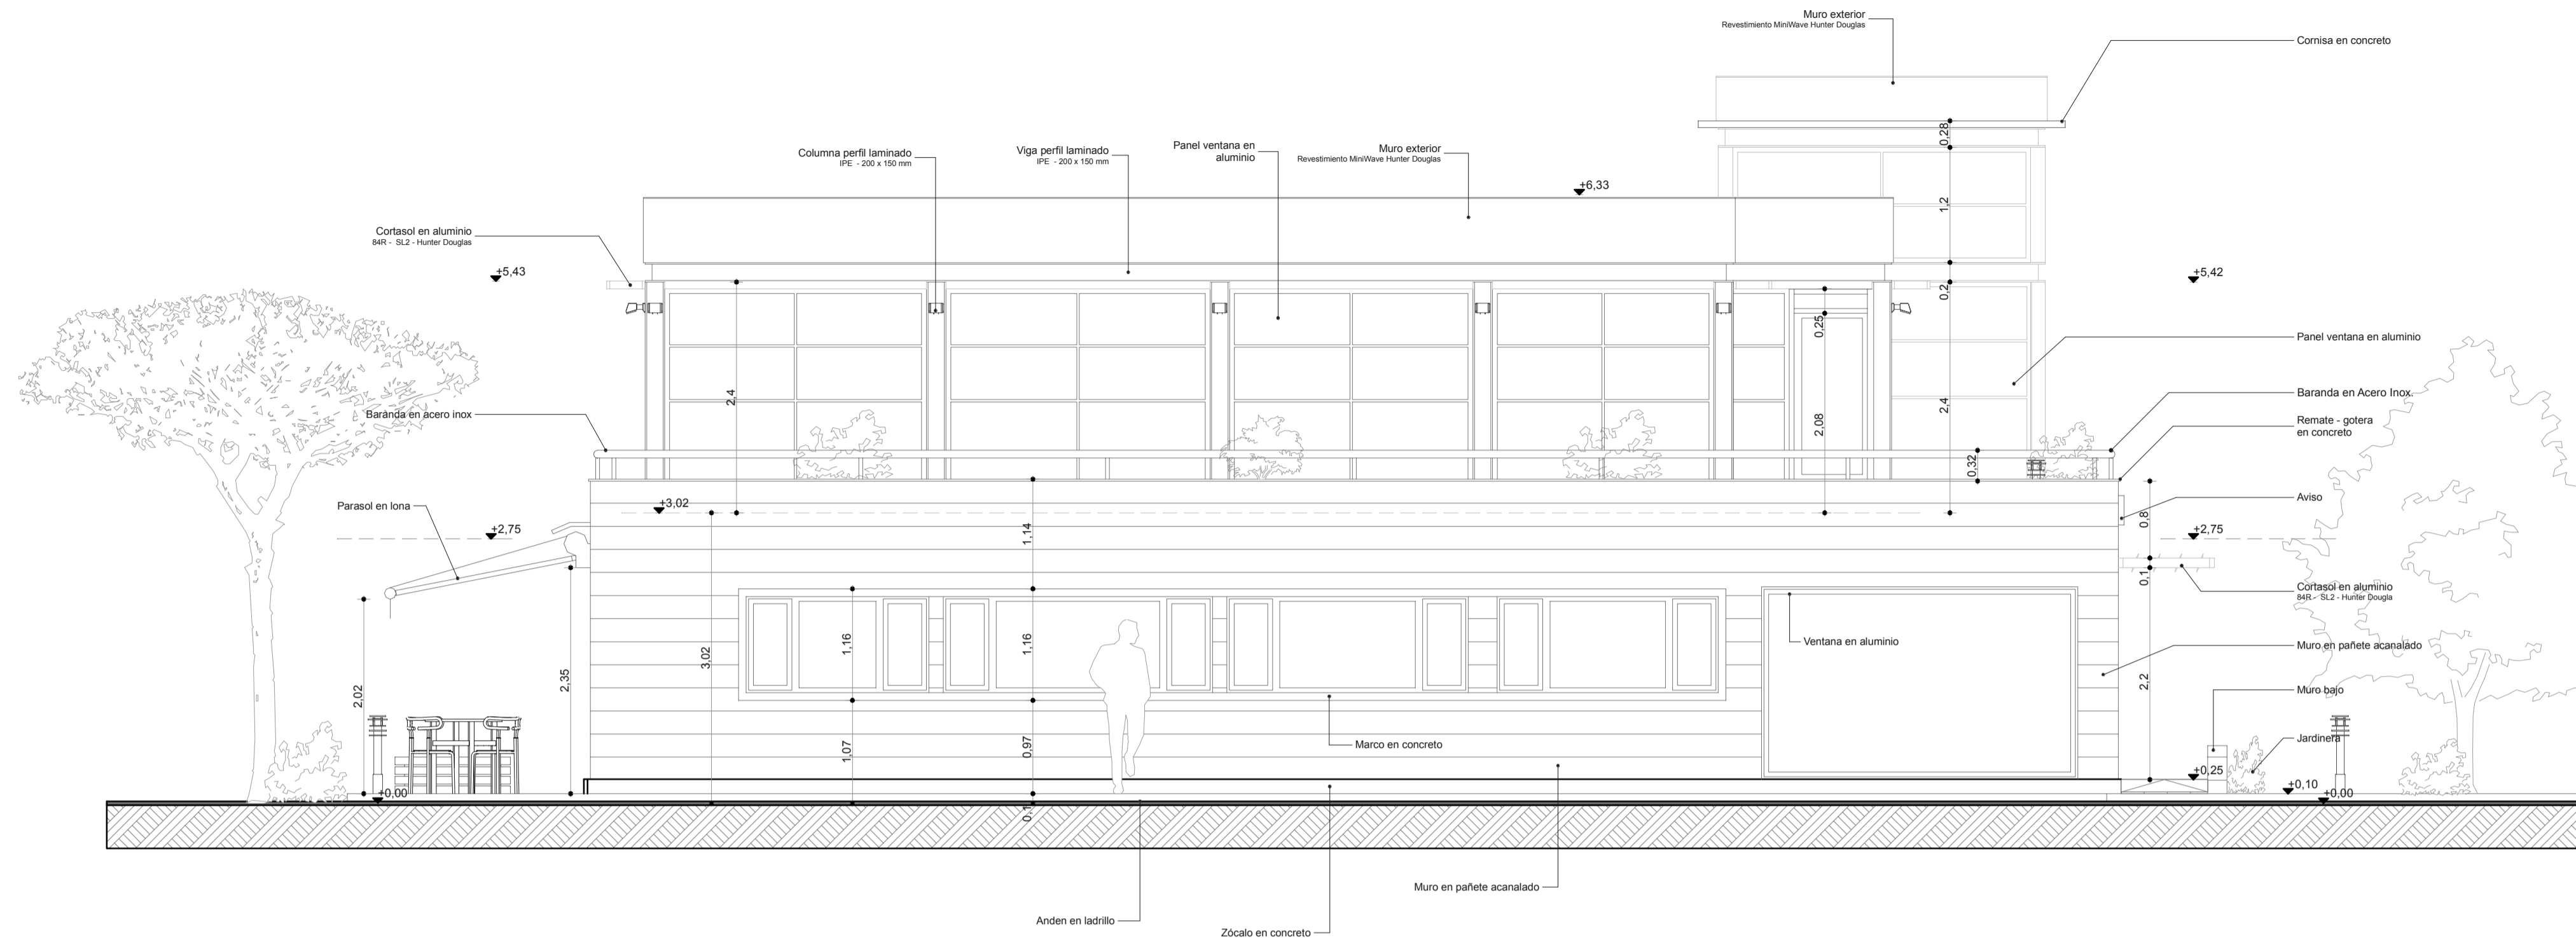 Muro exterior
Revestimiento MiniWave Hunter Douglas
Cornisa en concreto
0,28
Columna perfil laminado
IPE - 200 x 150 mm
Viga perfil laminado
IPE - 200 x 150 mm
Panel ventana en
aluminio
Muro exterior
Revestimiento MiniWave Hunter Douglas
+6,33
1,2
Cortasol en aluminio
84R - SL2 - Hunter Douglas
+5,43
+5,42
0,2
0,25
Panel ventana en aluminio
2,4
2,08
2,4
Baranda en acero inox
Baranda en Acero Inox.
Remate - gotera
en concreto
0,32
Parasol en lona
+3,02
Aviso
0,8
+2,75
1,14
+2,75
0,1
Cortasol en aluminio
84R - SL2 - Hunter Dougla
Ventana en aluminio
Muro en pañete acanalado
3,02
1,16
1,16
2,02
2,35
2,2
Muro bajo
Jardinera
Marco en concreto
1,07
0,97
+0,25
+0,10
+0,00
+0,00
0,1
Muro en pañete acanalado
Anden en ladrillo
Zócalo en concreto